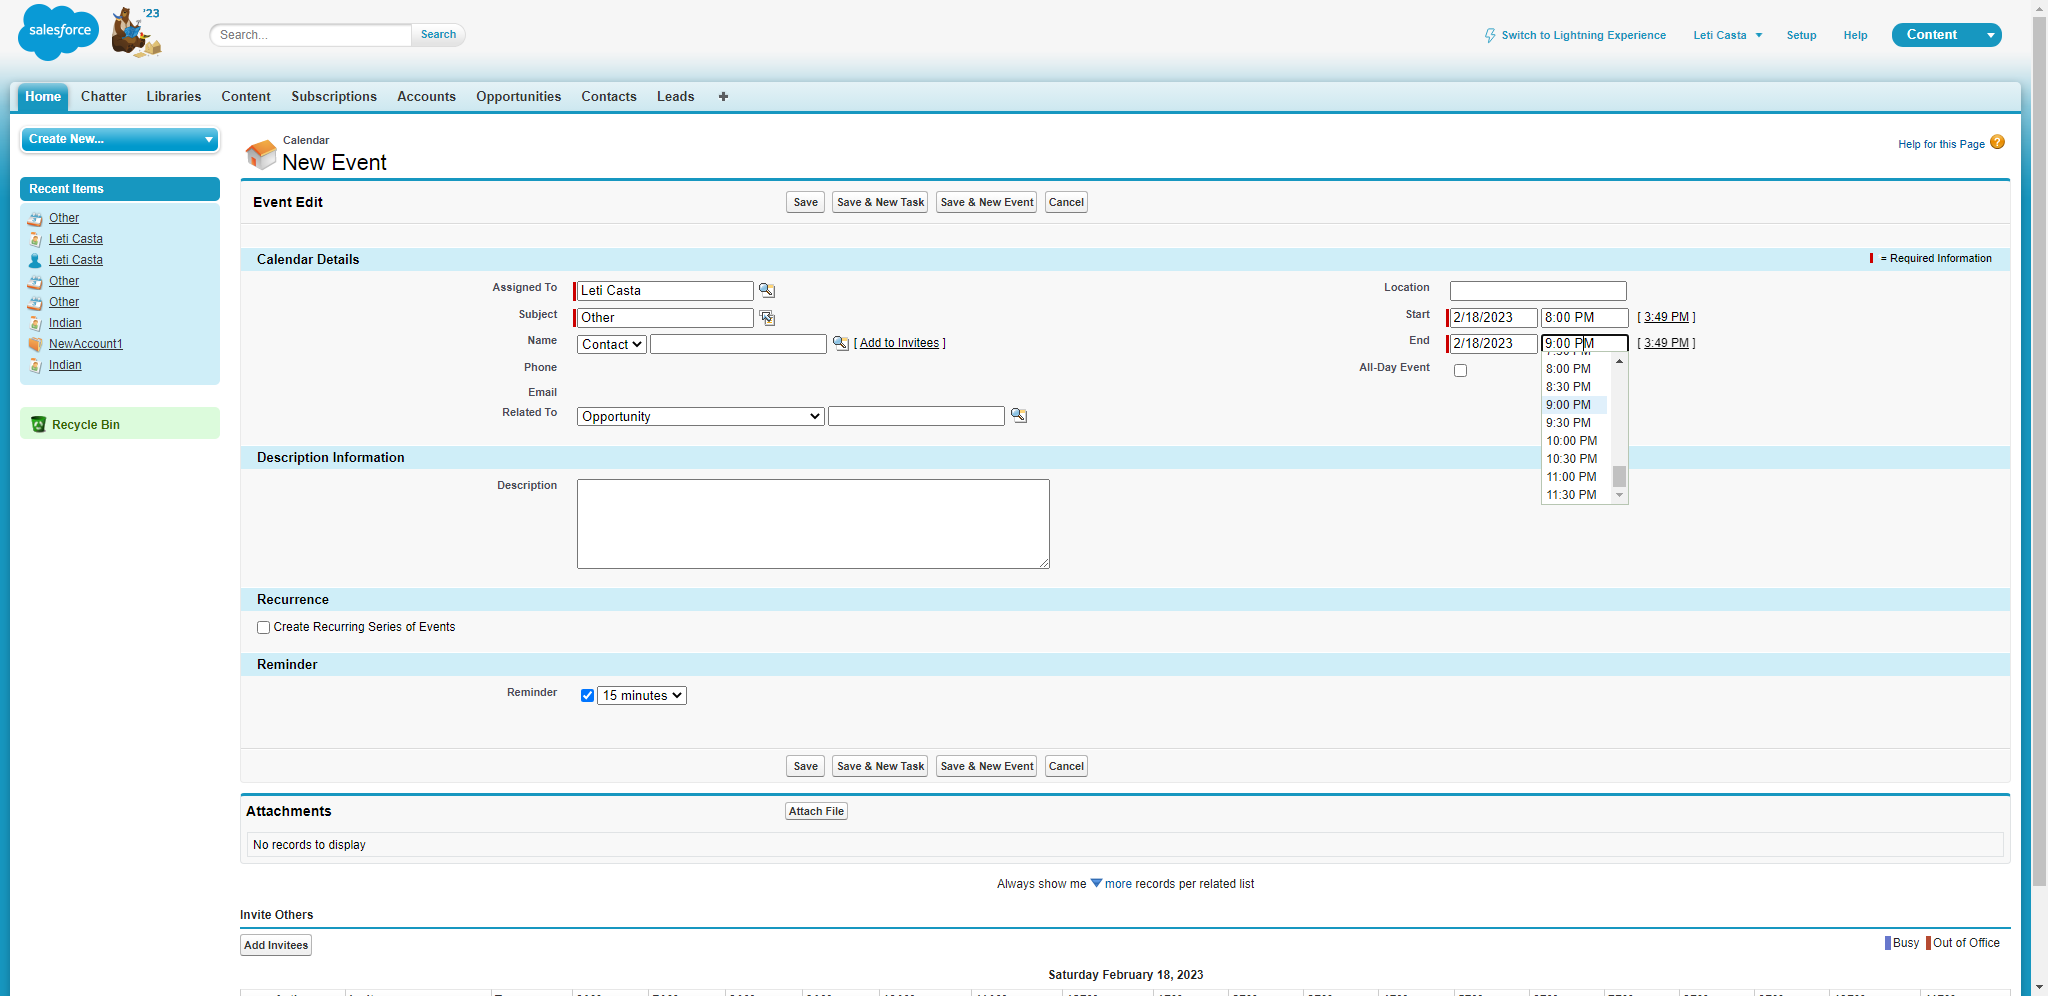 salesforce
'23
Search...
Search
Switch to Lightning Experience
Leti Casta
Setup
Help
Content
Home
Chatter
Libraries
Content
Subscriptions
Accounts
Opportunities
Contacts
Leads
Create New...
Recent Items
Other
Leti Casta
Leti Casta
Other
Other
Indian
NewAccount1
Indian
Recycle Bin
Calendar
New Event
Help for this Page
Event Edit
Save
Save & New Task
Save & New Event
Cancel
Calendar Details
= Required Information
Assigned To
Leti Casta
Location
Subject
Other
Start
2/18/2023
8:00 PM
[ 3:49 PM ]
Name
Contact
[ Add to Invitees ]
End
2/18/2023
9:00 PM
[ 3:49 PM ]
Phone
All-Day Event
8:00 PM
8:30 PM
9:00 PM
9:30 PM
10:00 PM
10:30 PM
11:00 PM
11:30 PM
Email
Related To
Opportunity
Description Information
Description
Recurrence
Create Recurring Series of Events
Reminder
Reminder
15 minutes
Save
Save & New Task
Save & New Event
Cancel
Attachments
Attach File
No records to display
Always show me more records per related list
Invite Others
Add Invitees
Busy
Out of Office
Saturday February 18, 2023